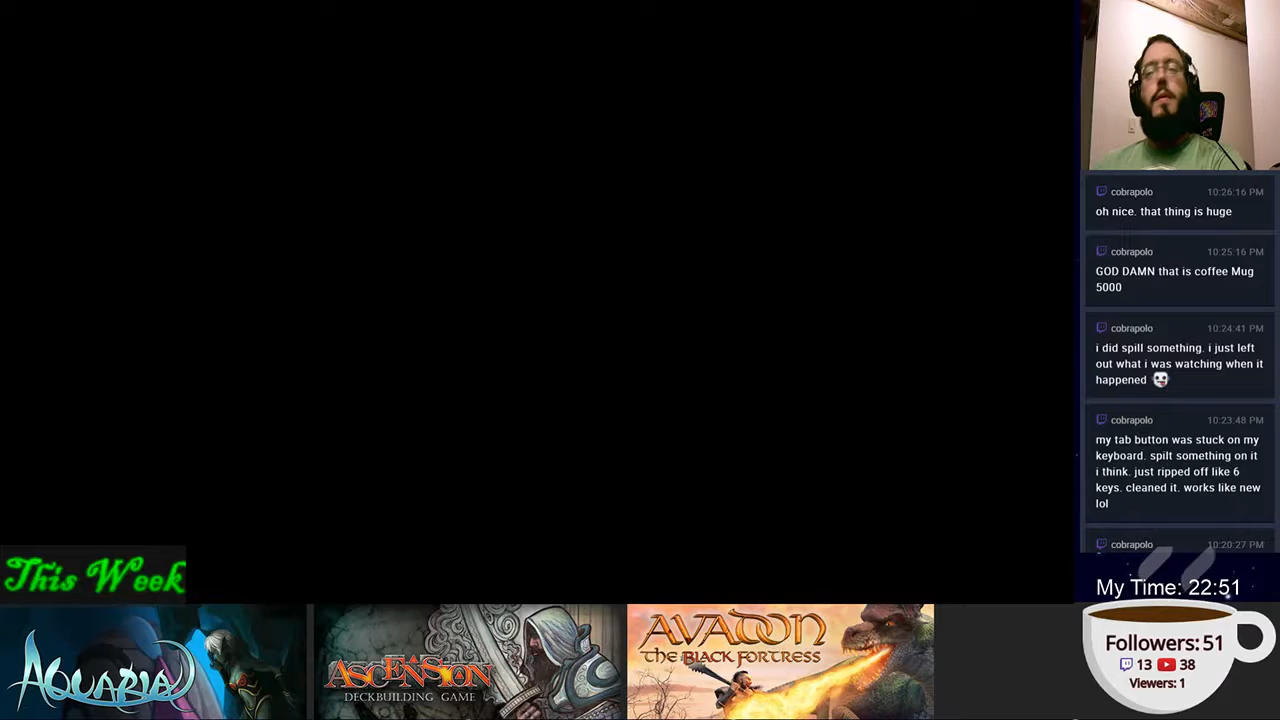 cobrapolo 10:26:16 PM
oh nice. that thing is huge
cobrapolo 10:25:16 PM
GOD DAMN that is coffee Mug
5000
cobrapolo 10:24:41 PM
i did spill something. i just left
out what i was watching when it
happened
cobrapolo 10:23:48 PM
my tab button was stuck on my
keyboard. spilt something on it
i think. just ripped off like 6
keys. cleaned it. works like new
lol
cobrapolo 10:20:27 PM
This Week
My Time: 22:51
AQUARIA
ASCENSION
DECKBUILDING GAME
AVADON
THE BLACK FORTRESS
Followers: 51
13 38
Viewers: 1